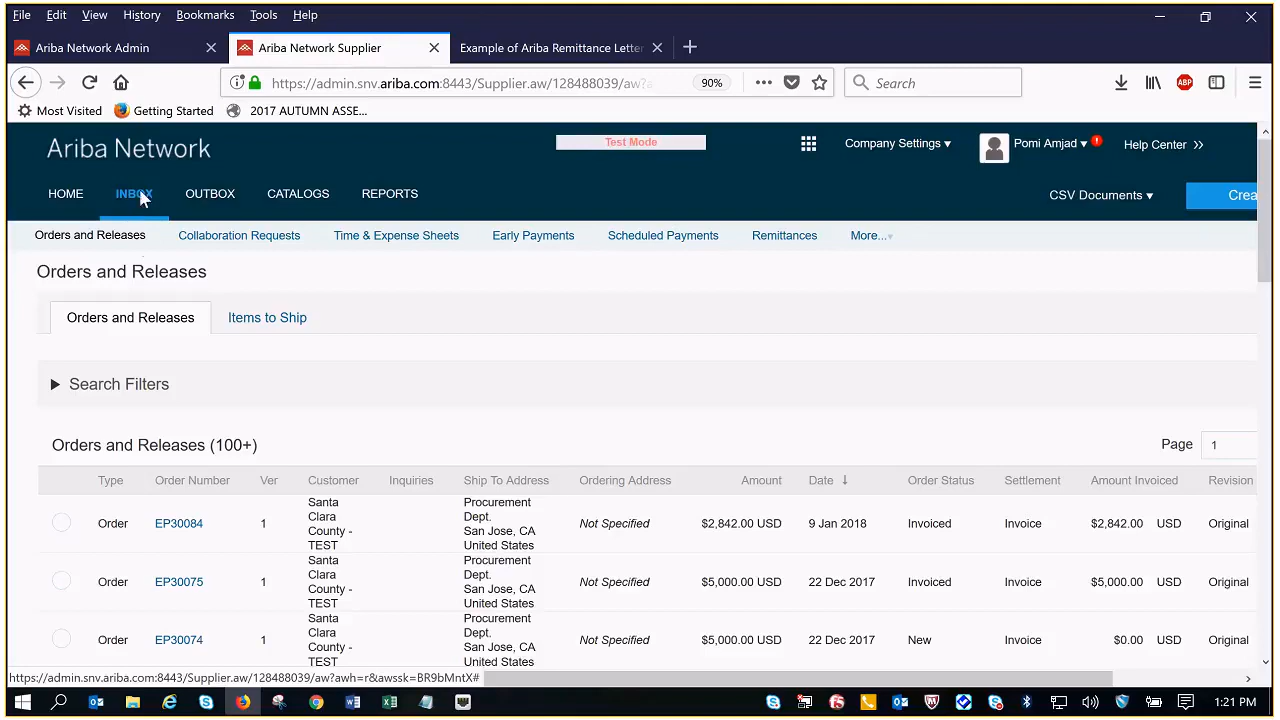 File Edit View History Bookmarks Tools Help
Ariba Network Admin
Ariba Network Supplier
Example of Ariba Remittance Letter
https://admin.snv.ariba.com:8443/Supplier.aw/128488039/aw?a
90%
Search
ABP
Most Visited
Getting Started
2017 AUTUMN ASSE...
Ariba Network
Test Mode
Company Settings
Pomi Amjad
Help Center
HOME INBOX OUTBOX CATALOGS REPORTS
CSV Documents
Crea
Orders and Releases Collaboration Requests Time & Expense Sheets Early Payments Scheduled Payments Remittances More...
Orders and Releases
Orders and Releases Items to Ship
Search Filters
Orders and Releases (100+)
Page 1
Type Order Number Ver Customer Inquiries Ship To Address Ordering Address Amount Date ↓ Order Status Settlement Amount Invoiced Revision
Order EP30084 1 Santa Clara County - TEST Procurement Dept. San Jose, CA United States Not Specified $2,842.00 USD 9 Jan 2018 Invoiced Invoice $2,842.00 USD Original
Order EP30075 1 Santa Clara County - TEST Procurement Dept. San Jose, CA United States Not Specified $5,000.00 USD 22 Dec 2017 Invoiced Invoice $5,000.00 USD Original
Order EP30074 1 Santa Clara County - TEST Procurement Dept. San Jose, CA United States Not Specified $5,000.00 USD 22 Dec 2017 New Invoice $0.00 USD Original
https://admin.snv.ariba.com:8443/Supplier.aw/128488039/aw?awh=r&awssk=BR9bMntX#
1:21 PM